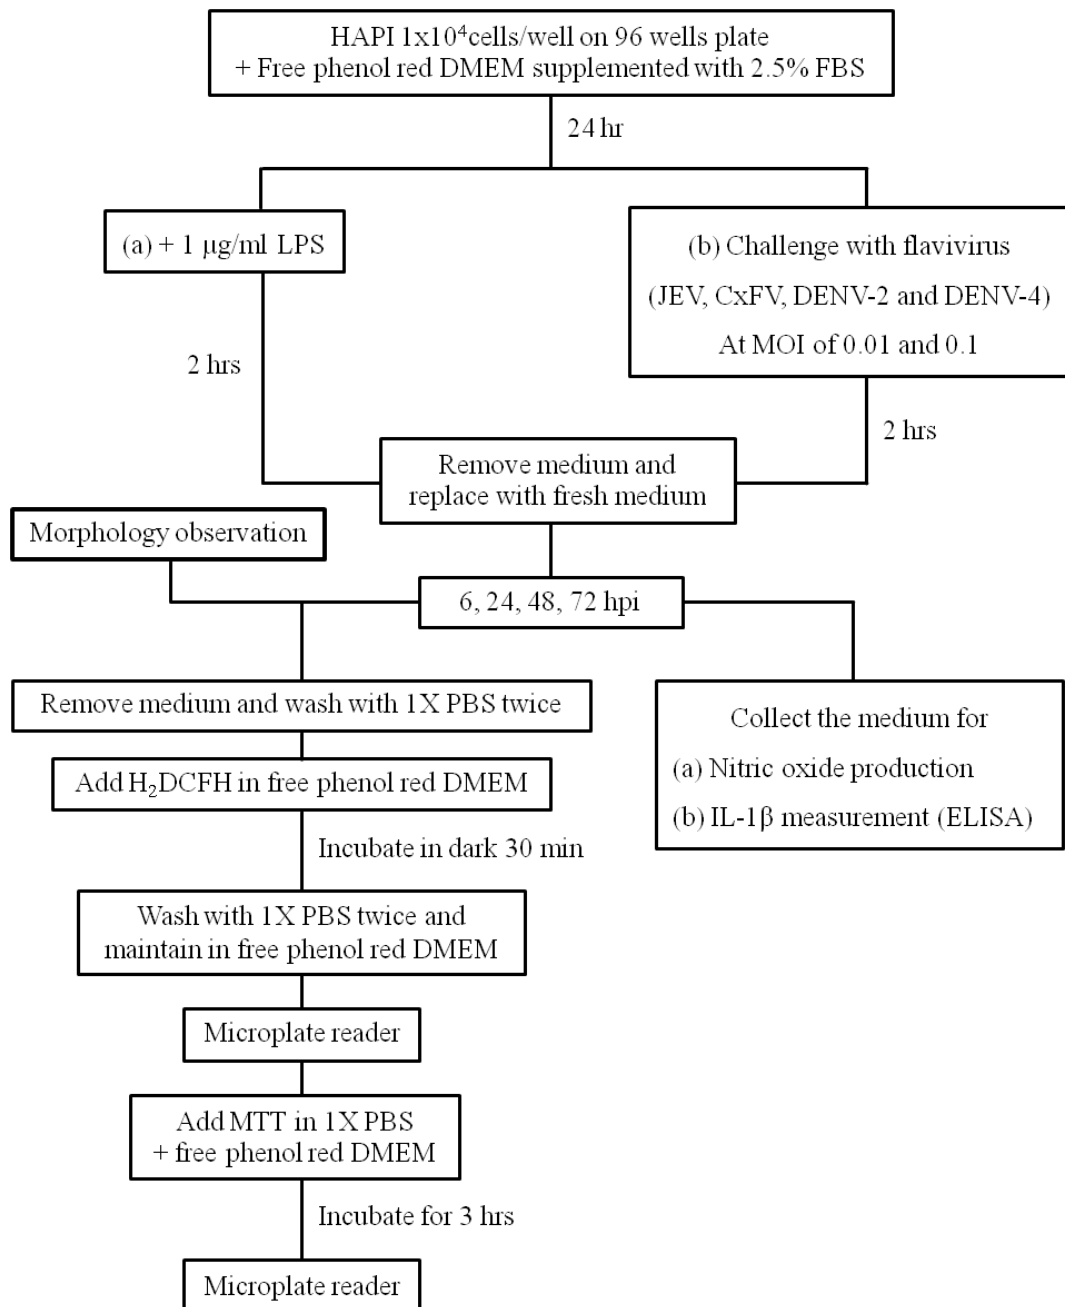 HAPI 1x10⁴cells/well on 96 wells plate
+ Free phenol red DMEM supplemented with 2.5% FBS
24 hr
(a) + 1 µg/ml LPS
(b) Challenge with flavivirus
(JEV, CxFV, DENV-2 and DENV-4)
At MOI of 0.01 and 0.1
2 hrs
2 hrs
Remove medium and
replace with fresh medium
Morphology observation
6, 24, 48, 72 hpi
Remove medium and wash with 1X PBS twice
Add H₂DCFH in free phenol red DMEM
Incubate in dark 30 min
Wash with 1X PBS twice and
maintain in free phenol red DMEM
Microplate reader
Add MTT in 1X PBS
+ free phenol red DMEM
Incubate for 3 hrs
Microplate reader
Collect the medium for
(a) Nitric oxide production
(b) IL-1β measurement (ELISA)